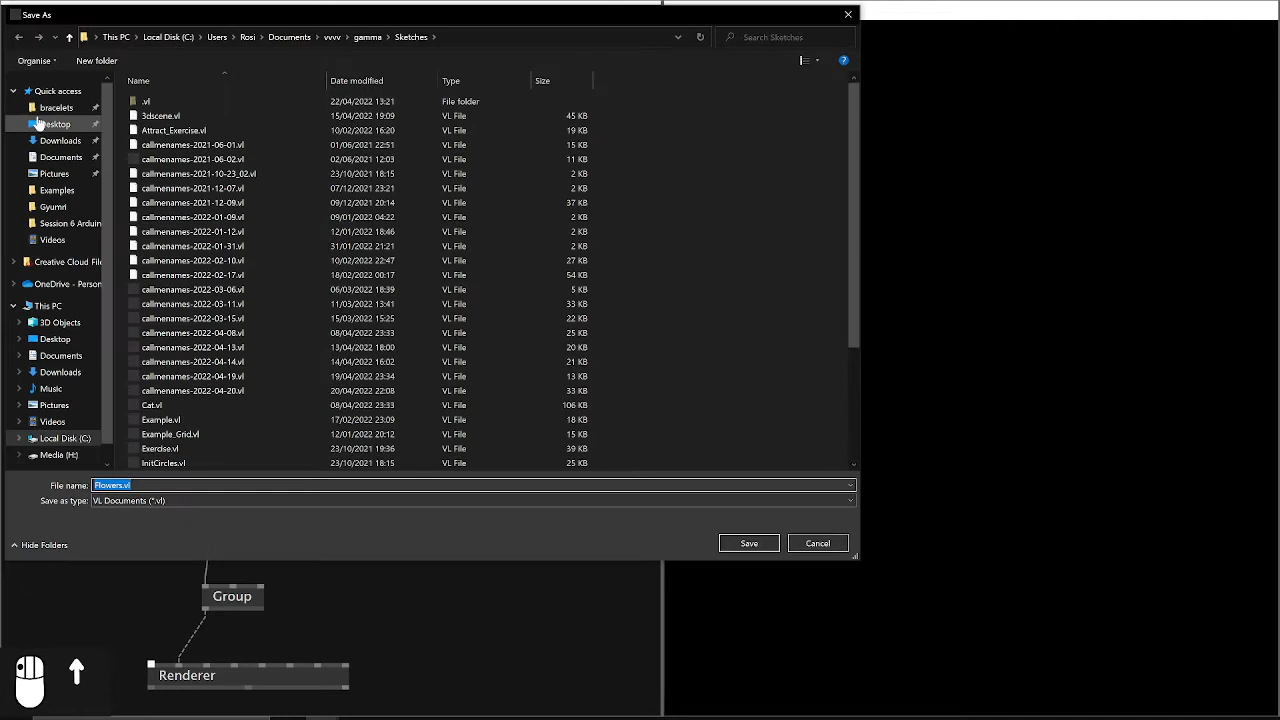 Save As
This PC Local Disk (C:) Users Rosi Documents vvvv gamma Sketches
Search Sketches
Organise New folder
Name Date modified Type Size
Quick access
bracelets
Desktop
Downloads
Documents
Pictures
Examples
Gyumri
Session 6 Arduin
Videos
Creative Cloud File
OneDrive - Person
This PC
3D Objects
Desktop
Documents
Downloads
Music
Pictures
Videos
Local Disk (C:)
Media (H:)
.vl 22/04/2022 13:21 File folder
3dscene.vl 15/04/2022 19:09 VL File 45 KB
Attract_Exercise.vl 10/02/2022 16:20 VL File 19 KB
callmenames-2021-06-01.vl 01/06/2021 22:51 VL File 15 KB
callmenames-2021-06-02.vl 02/06/2021 12:03 VL File 11 KB
callmenames-2021-10-23_02.vl 23/10/2021 18:15 VL File 2 KB
callmenames-2021-12-07.vl 07/12/2021 23:21 VL File 2 KB
callmenames-2021-12-09.vl 09/12/2021 20:14 VL File 37 KB
callmenames-2022-01-09.vl 09/01/2022 04:22 VL File 2 KB
callmenames-2022-01-12.vl 12/01/2022 18:46 VL File 2 KB
callmenames-2022-01-31.vl 31/01/2022 21:21 VL File 2 KB
callmenames-2022-02-10.vl 10/02/2022 22:47 VL File 27 KB
callmenames-2022-02-17.vl 18/02/2022 00:17 VL File 54 KB
callmenames-2022-03-06.vl 06/03/2022 18:39 VL File 5 KB
callmenames-2022-03-11.vl 11/03/2022 13:41 VL File 33 KB
callmenames-2022-03-15.vl 15/03/2022 15:25 VL File 22 KB
callmenames-2022-04-08.vl 08/04/2022 23:33 VL File 25 KB
callmenames-2022-04-13.vl 13/04/2022 18:00 VL File 20 KB
callmenames-2022-04-14.vl 14/04/2022 16:02 VL File 21 KB
callmenames-2022-04-19.vl 19/04/2022 23:34 VL File 13 KB
callmenames-2022-04-20.vl 20/04/2022 22:08 VL File 33 KB
Cat.vl 08/04/2022 23:33 VL File 106 KB
Example.vl 17/02/2022 23:09 VL File 18 KB
Example_Grid.vl 12/01/2022 20:12 VL File 15 KB
Exercise.vl 23/10/2021 19:36 VL File 39 KB
InitCircles.vl 23/10/2021 18:15 VL File 25 KB
File name: Flowers.vl
Save as type: VL Documents (*.vl)
Hide Folders
Save Cancel
Group
Renderer